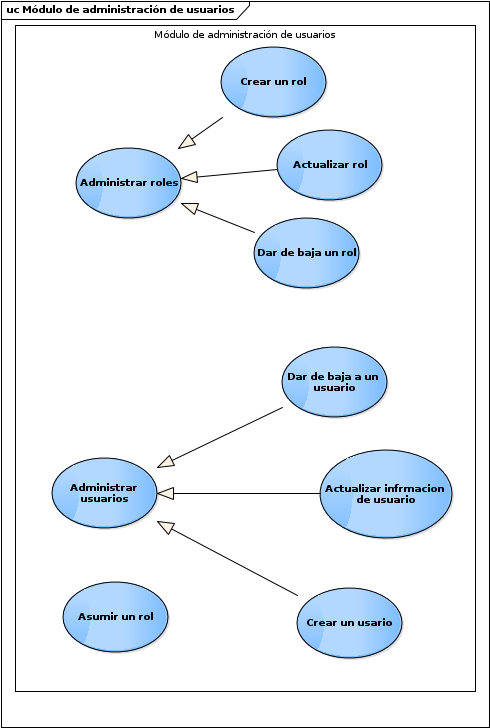 uc Módulo de administración de usuarios
Módulo de administración de usuarios
Crear un rol
Actualizar rol
Administrar roles
Dar de baja un rol
Dar de baja a un
usuario
Administrar
usuarios
Actualizar infrmacion
de usuario
Asumir un rol
Crear un usario